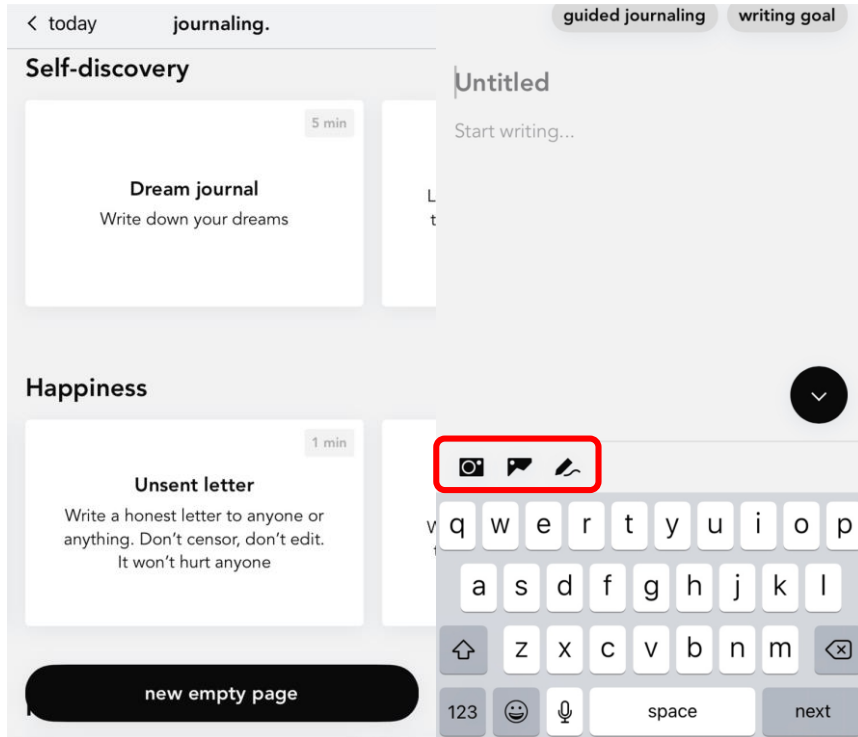 < today journaling.
Self-discovery
5 min
Dream journal
Write down your dreams
L
t
Happiness
1 min
Unsent letter
Write a honest letter to anyone or
anything. Don't censor, don't edit.
It won't hurt anyone
new empty page
guided journaling writing goal
Untitled
Start writing...
q w e r t y u i o p
a s d f g h j k l
z x c v b n m
123 space next